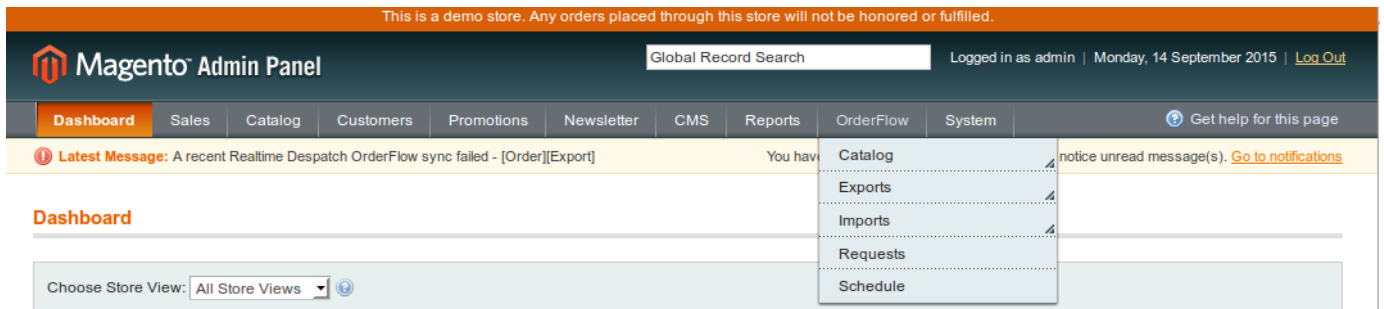 This is a demo store. Any orders placed through this store will not be honored or fulfilled.
Magento Admin Panel Global Record Search Logged in as admin | Monday, 14 September 2015 | Log Out
Dashboard Sales Catalog Customers Promotions Newsletter CMS Reports OrderFlow System Get help for this page
Latest Message: A recent Realtime Despatch OrderFlow sync failed - [Order][Export] You have notice unread message(s). Go to notifications
Catalog
Exports
Imports
Dashboard
Requests
Schedule
Choose Store View: All Store Views